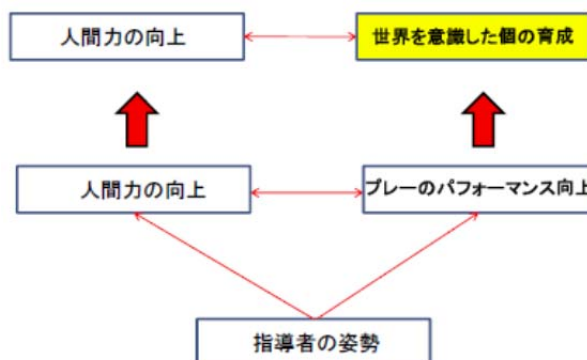 人間力の向上
世界を意識した個の育成
人間力の向上
プレーのパフォーマンス向上
指導者の姿勢